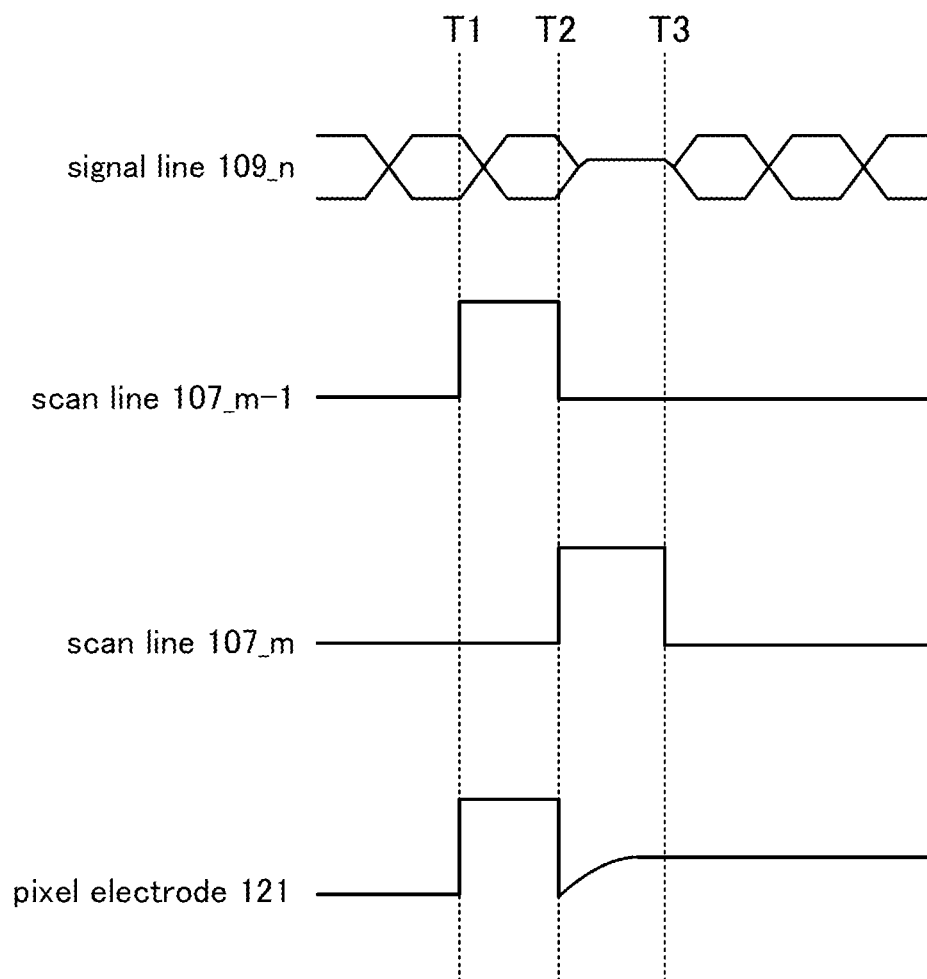 T1 T2 T3
signal line 109_n
scan line 107_m-1
scan line 107_m
pixel electrode 121